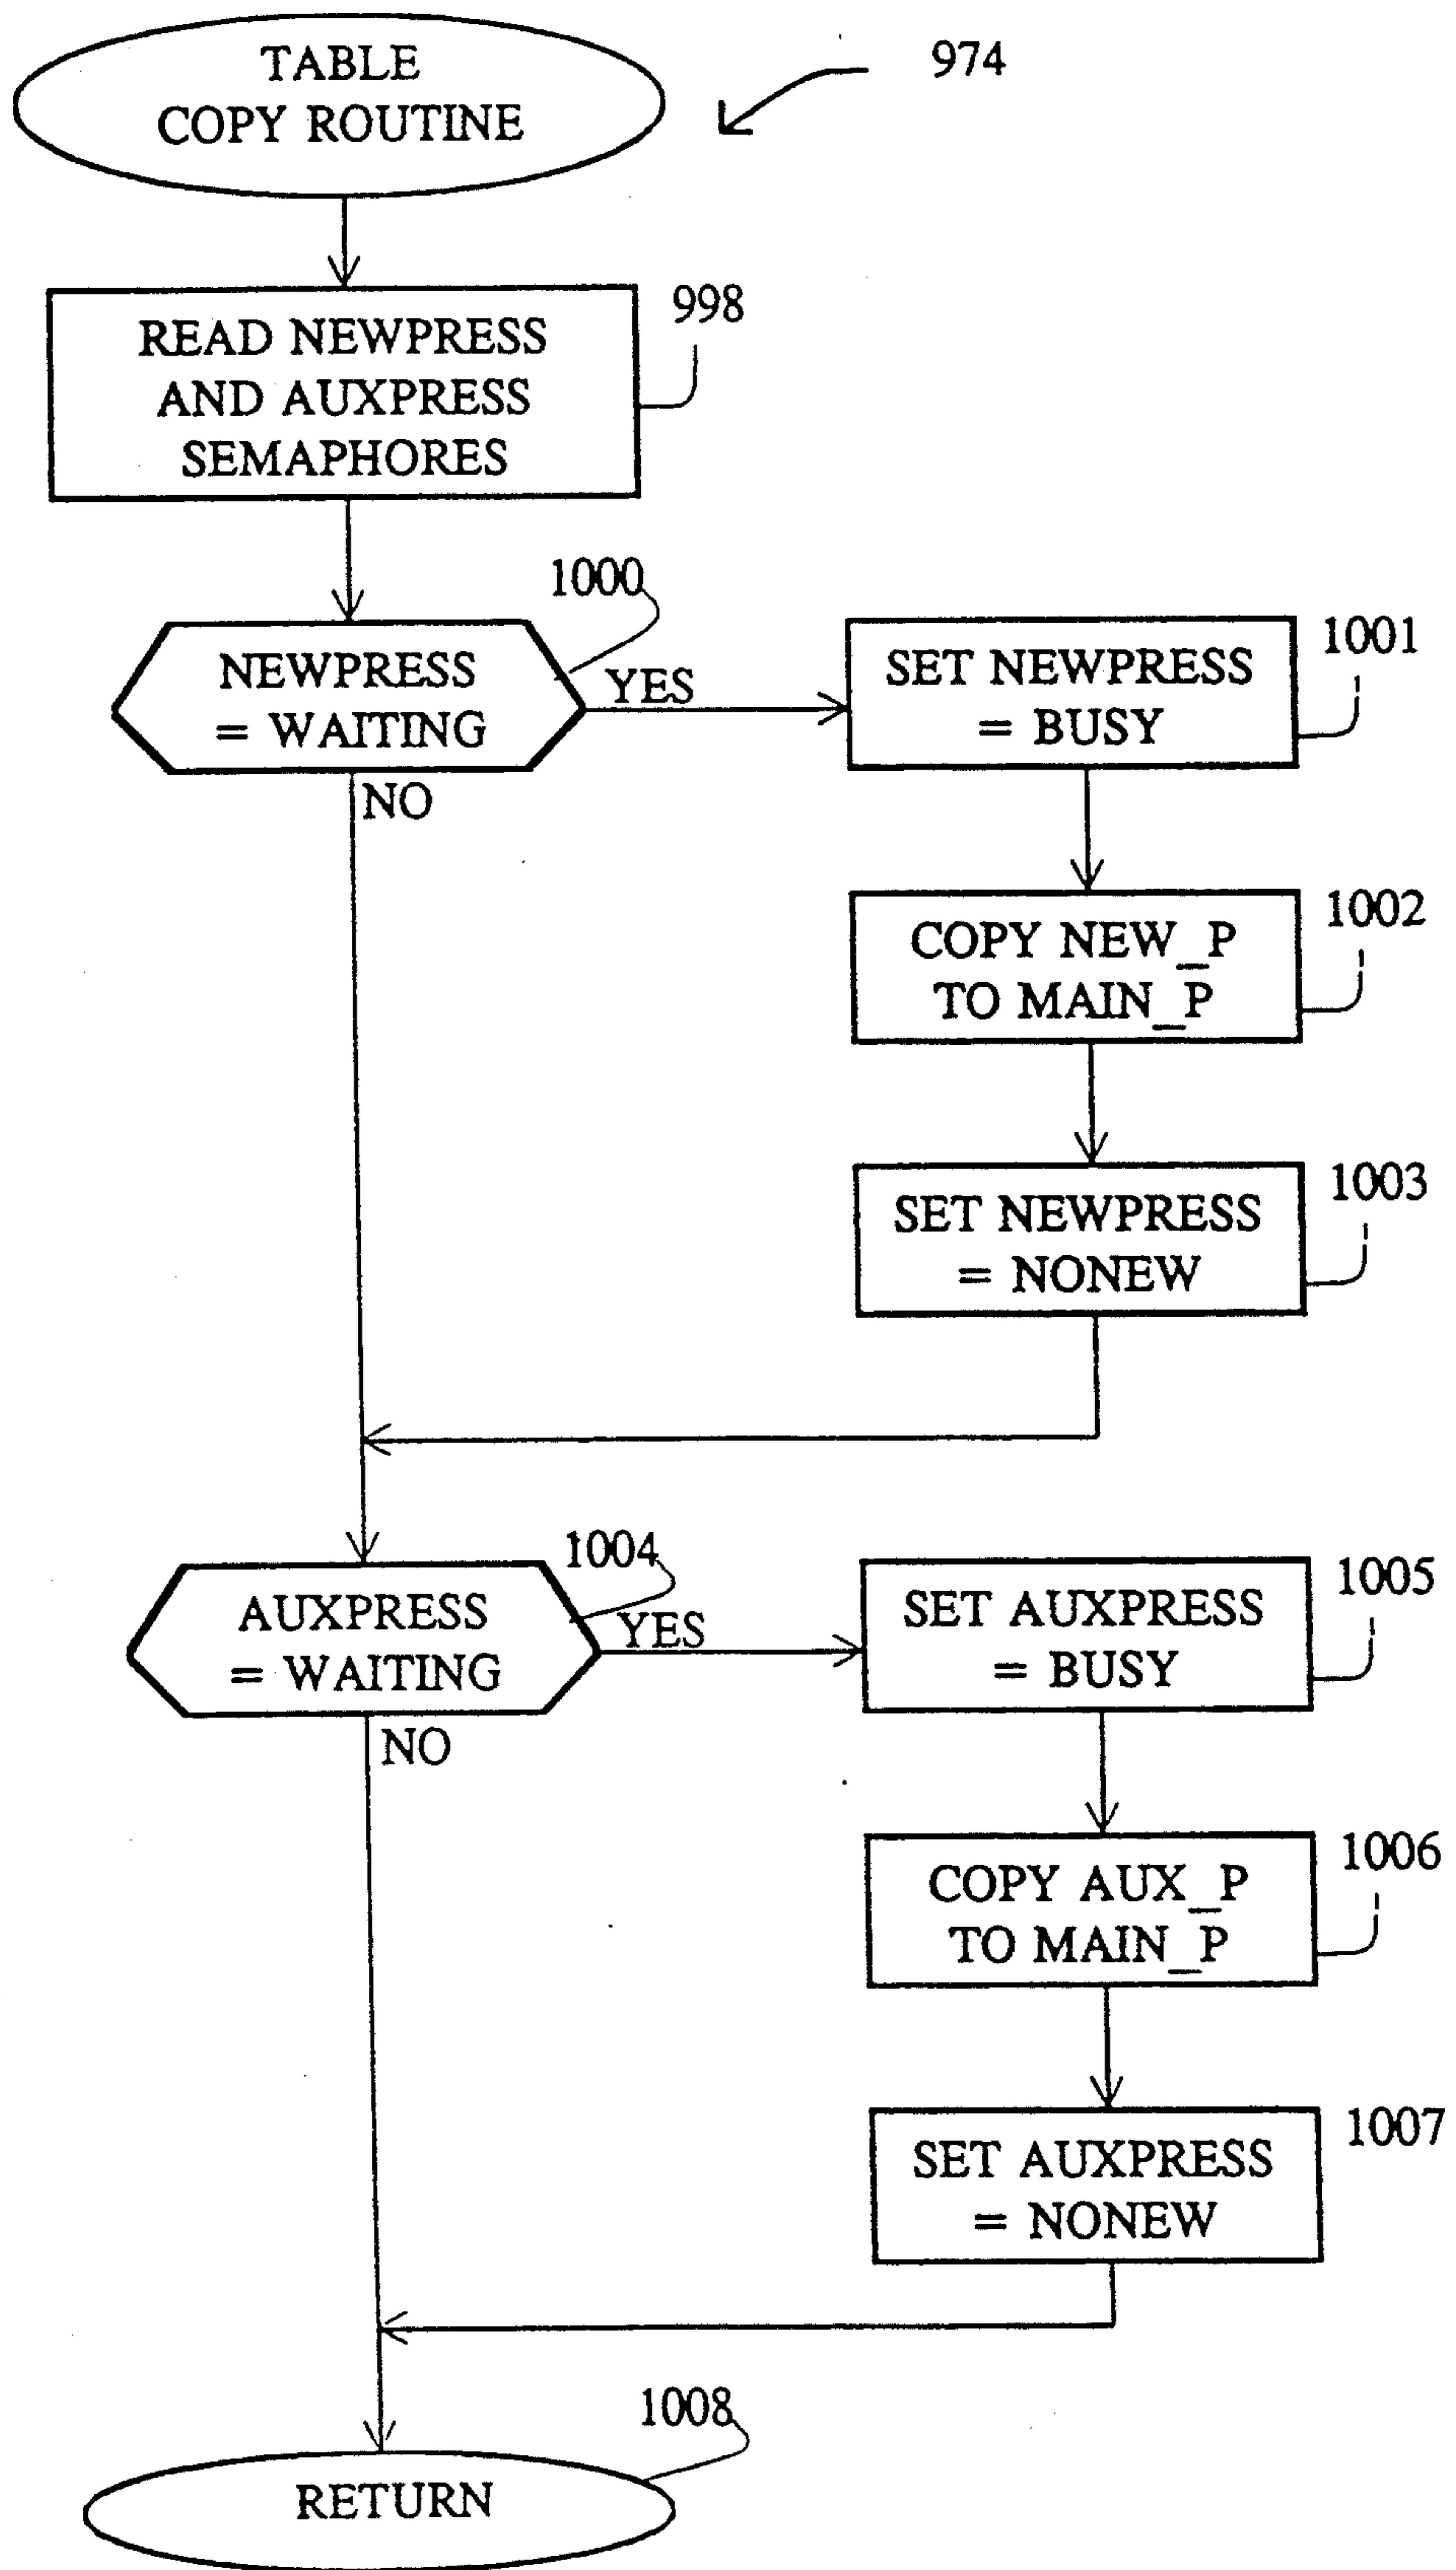 TABLE
COPY ROUTINE
974
READ NEWPRESS
AND AUXPRESS
SEMAPHORES
998
1000
NEWPRESS
= WAITING
YES
NO
SET NEWPRESS
= BUSY
1001
COPY NEW_P
TO MAIN_P
1002
SET NEWPRESS
= NONEW
1003
1004
AUXPRESS
= WAITING
YES
NO
SET AUXPRESS
= BUSY
1005
COPY AUX_P
TO MAIN_P
1006
SET AUXPRESS
= NONEW
1007
1008
RETURN